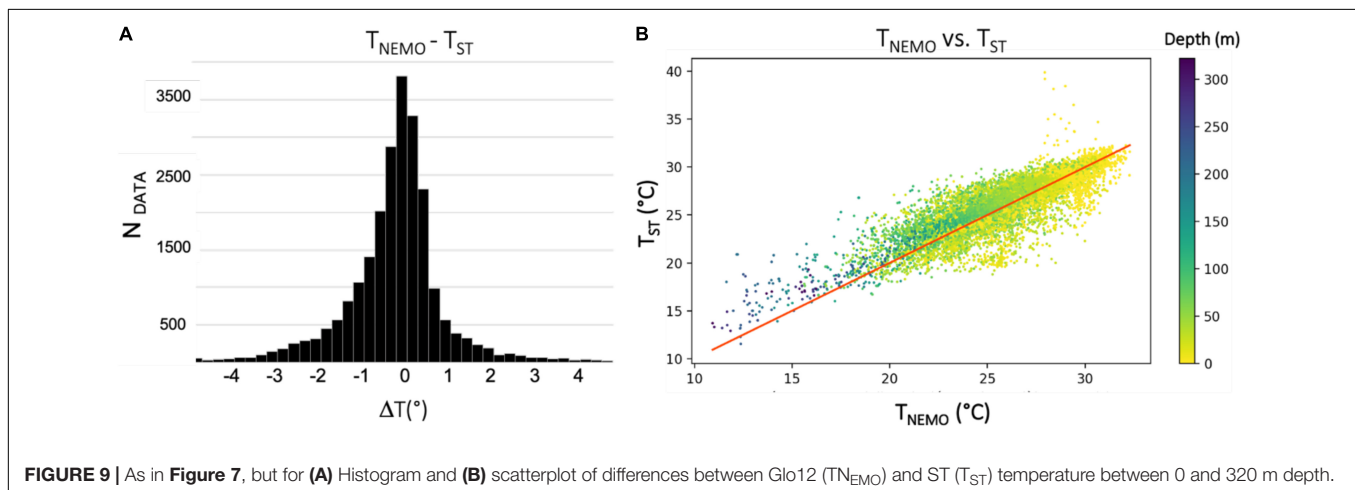 A
T_NEMO - T_ST
3500
2500
1500
500
N_DATA
-4 -3 -2 -1 0 1 2 3 4
ΔT(°)
B
T_NEMO vs. T_ST
Depth (m)
40
35
30
25
20
15
10
T_ST (°C)
10 15 20 25 30
T_NEMO (°C)
300
250
200
150
100
50
0
FIGURE 9 | As in Figure 7, but for (A) Histogram and (B) scatterplot of differences between Glo12 (TN_EMO) and ST (T_ST) temperature between 0 and 320 m depth.